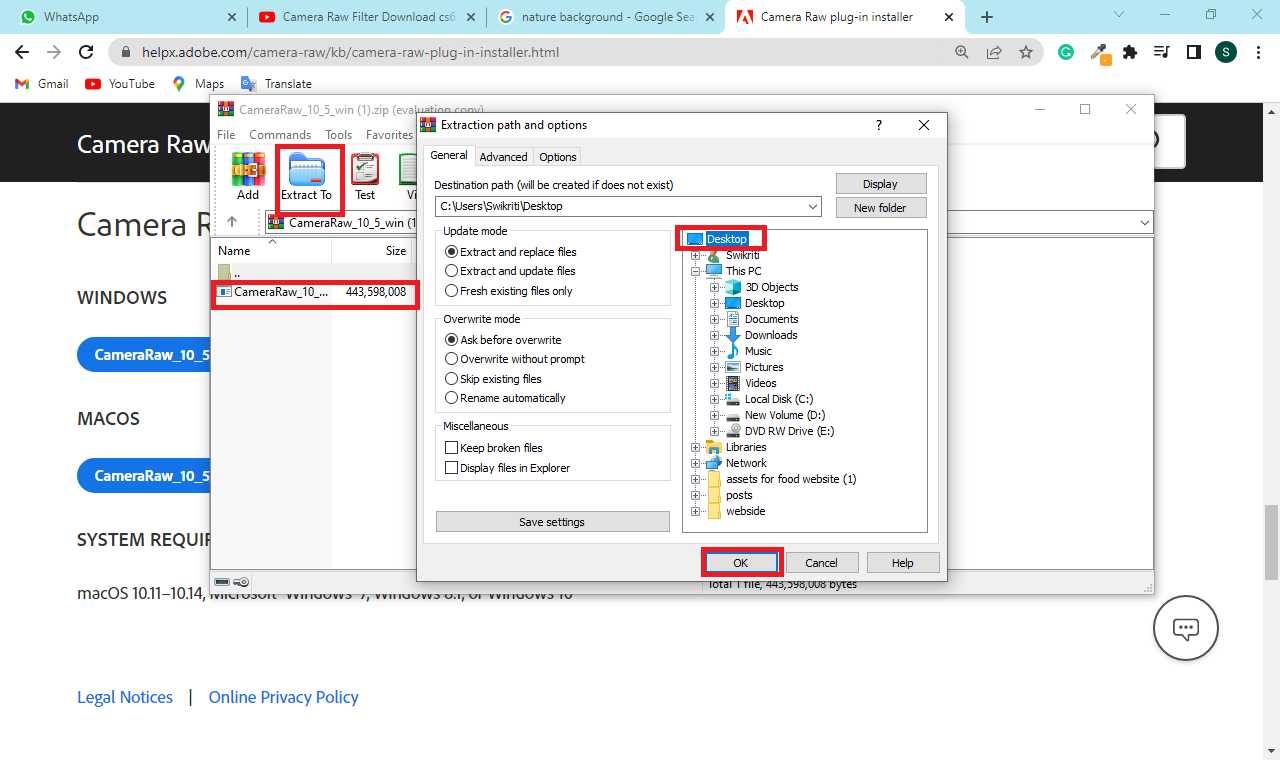 WhatsApp
Camera Raw Filter Download cs6
nature background - Google Sea
Camera Raw plug-in installer
helpx.adobe.com/camera-raw/kb/camera-raw-plug-in-installer.html
S
Gmail YouTube Maps Translate
Camera Raw
CameraRaw_10_5_win (1).zip (evaluation copy)
File Commands Tools Favorites
Add Extract To Test Vi
CameraRaw_10_5_win (1
Name Size
..
CameraRaw_10_... 443,598,008
Camera R
WINDOWS
CameraRaw_10_5
MACOS
CameraRaw_10_5
SYSTEM REQUIR
macOS 10.11–10.14, Microsoft Windows 7, Windows 8.1, or Windows 10
Total 1 file, 443,598,008 bytes
Extraction path and options
?
General Advanced Options
Destination path (will be created if does not exist)
C:\Users\Swikriti\Desktop
Display
New folder
Update mode
Extract and replace files
Extract and update files
Fresh existing files only
Overwrite mode
Ask before overwrite
Overwrite without prompt
Skip existing files
Rename automatically
Miscellaneous
Keep broken files
Display files in Explorer
Save settings
Desktop
Swikriti
This PC
3D Objects
Desktop
Documents
Downloads
Music
Pictures
Videos
Local Disk (C:)
New Volume (D:)
DVD RW Drive (E:)
Libraries
Network
assets for food website (1)
posts
webside
OK Cancel Help
Legal Notices | Online Privacy Policy